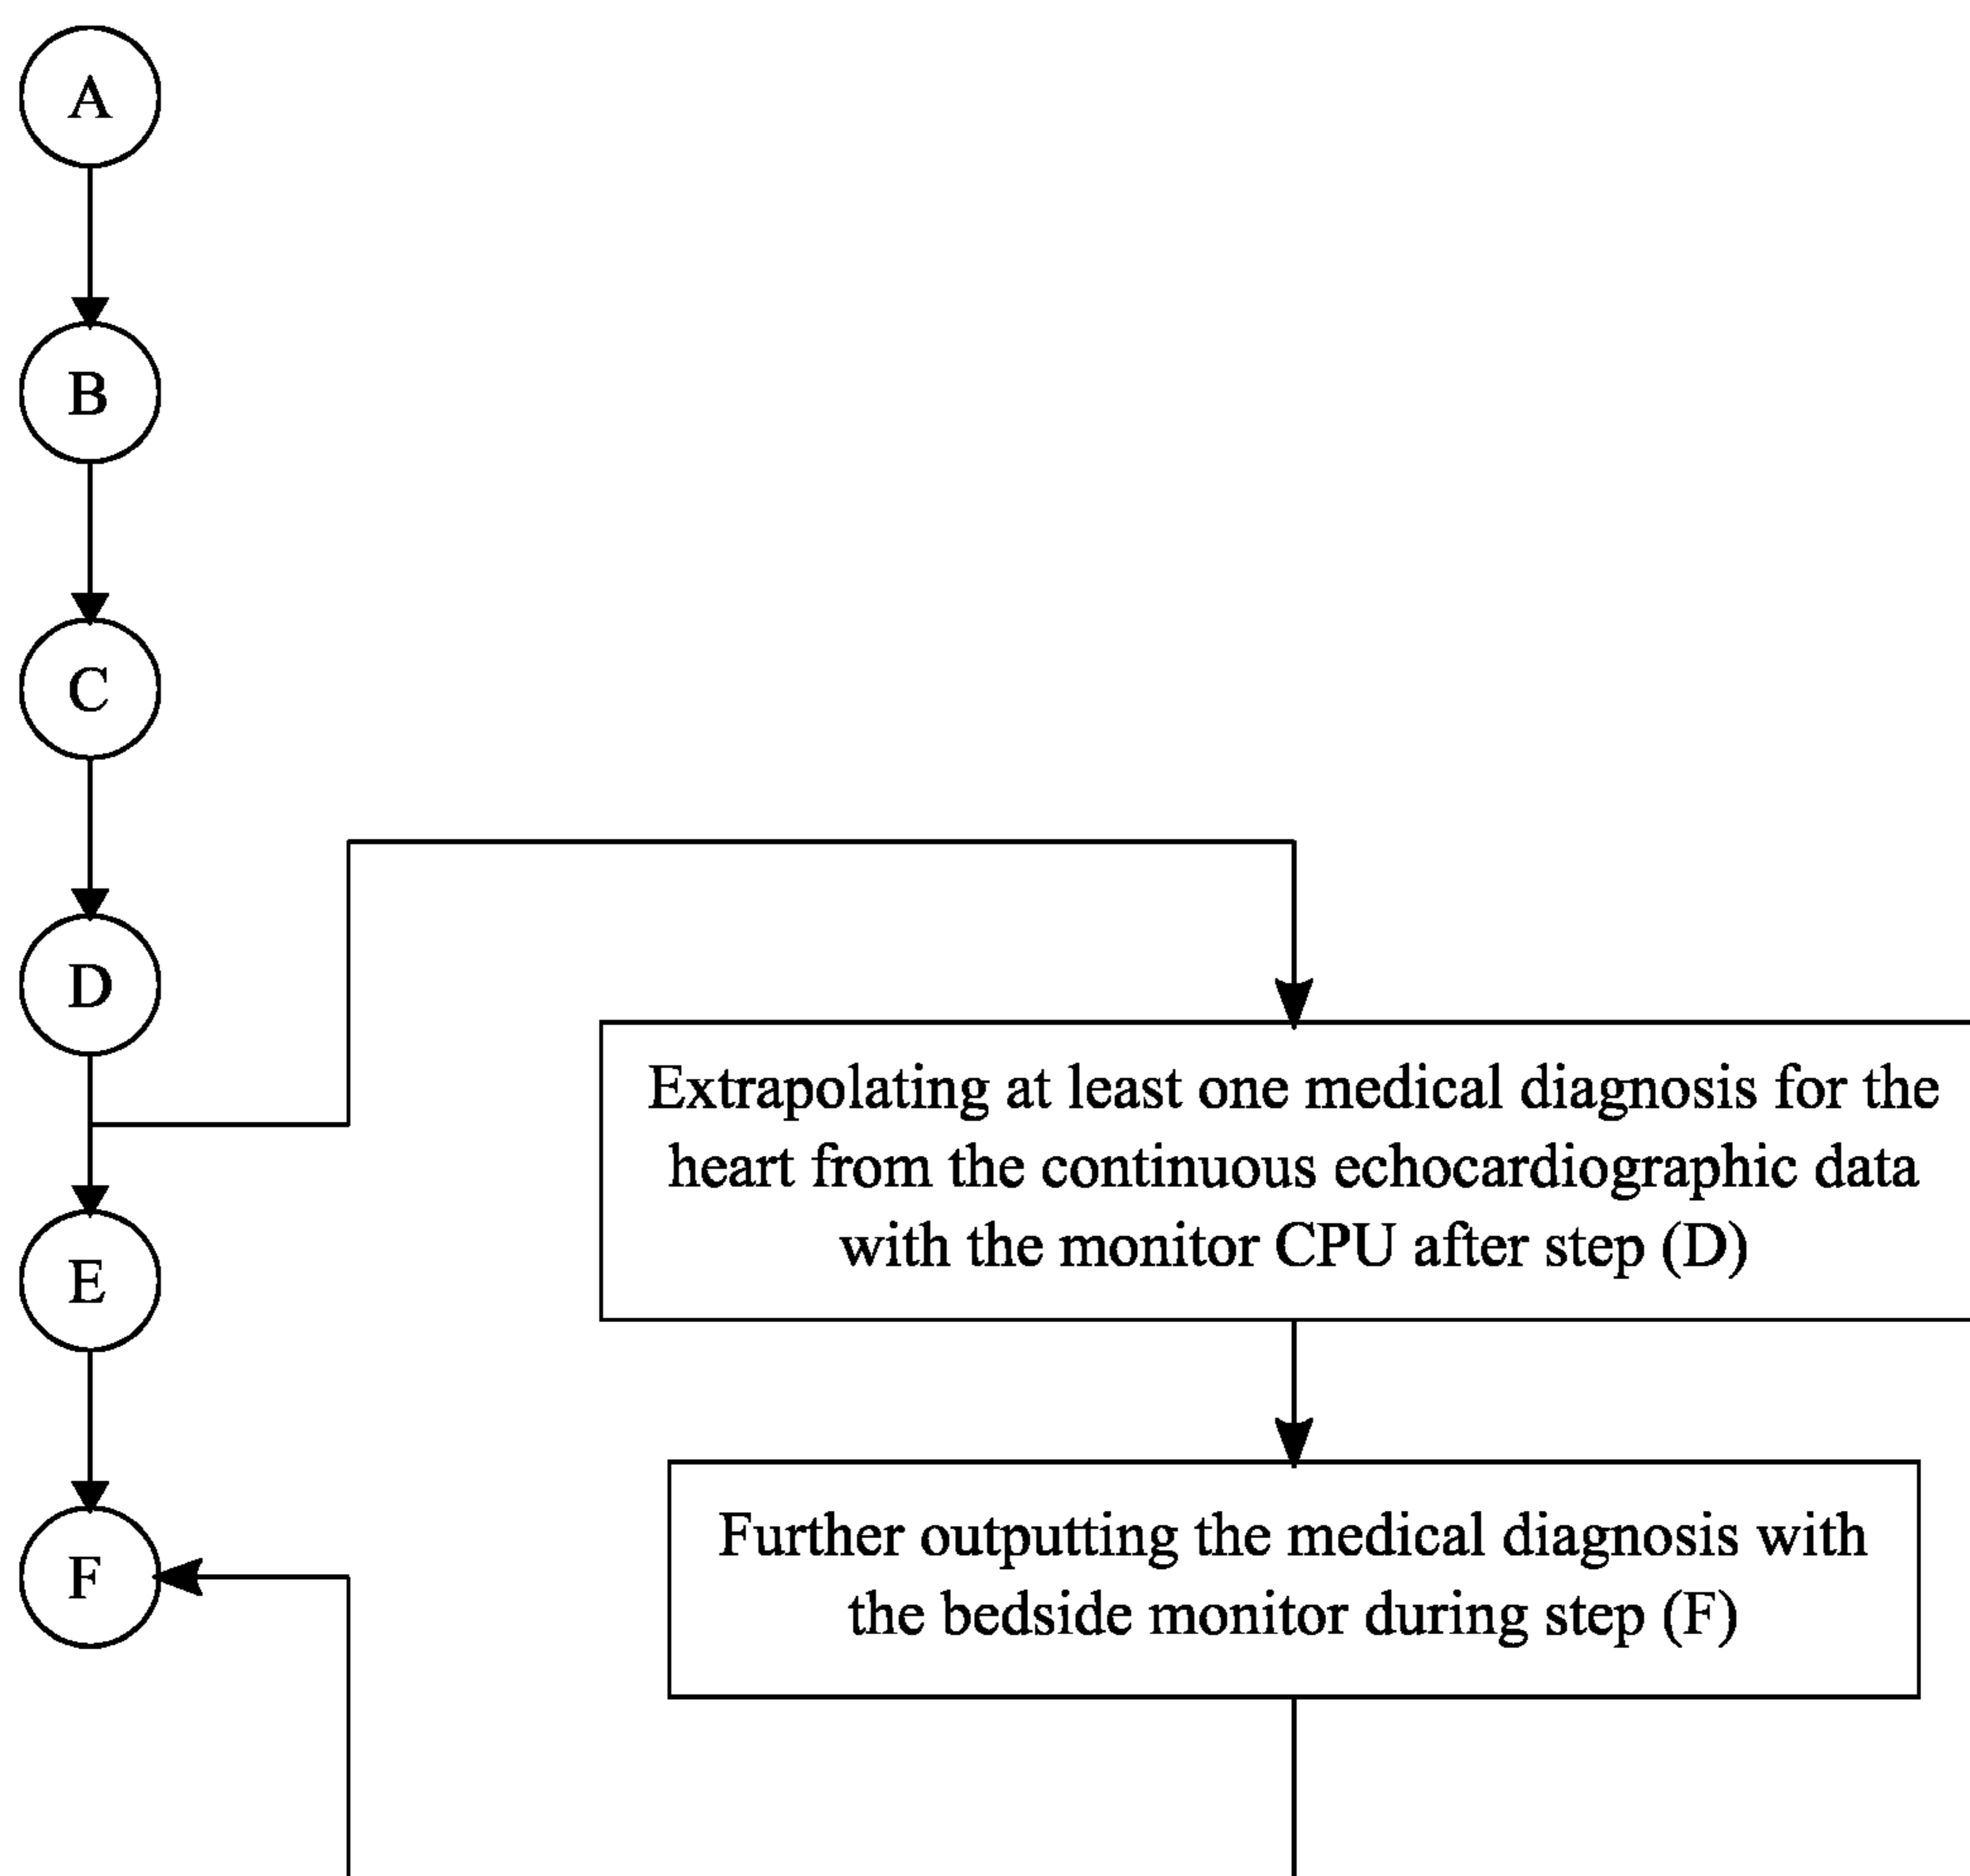 A
B
C
D
E
F
Extrapolating at least one medical diagnosis for the
heart from the continuous echocardiographic data
with the monitor CPU after step (D)
Further outputting the medical diagnosis with
the bedside monitor during step (F)